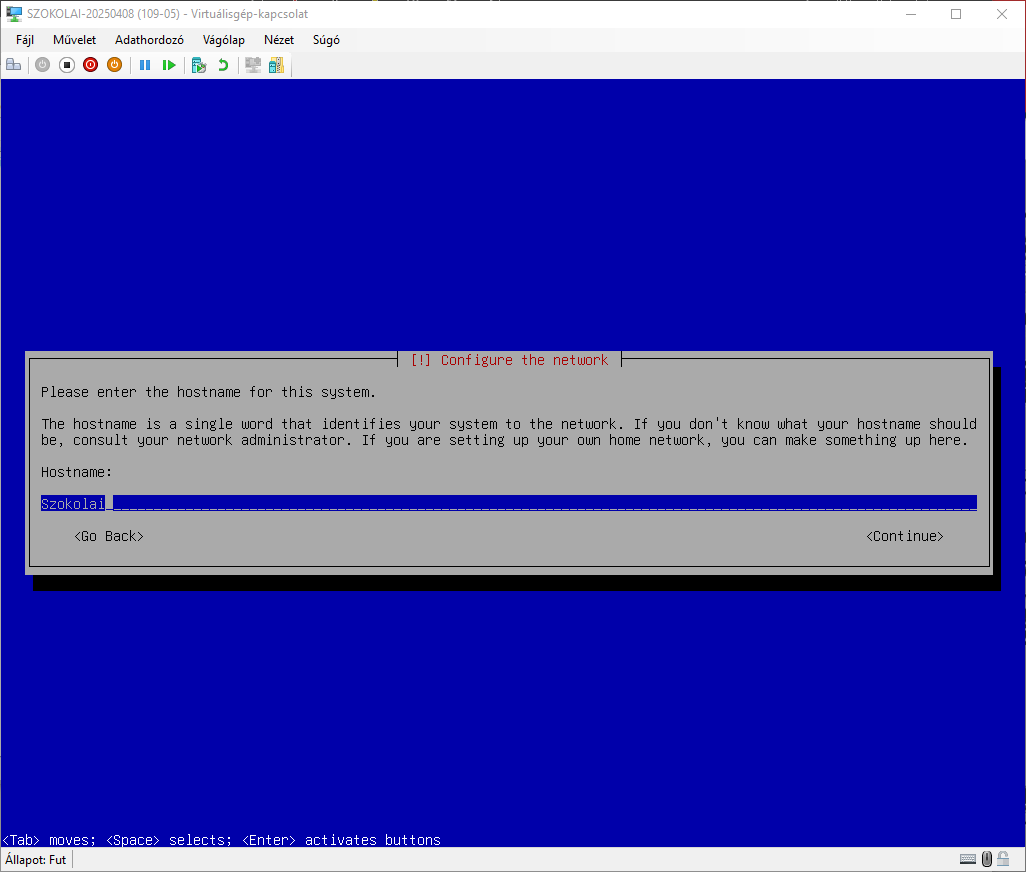 SZOKOLAI-20250408 (109-05) - Virtuálisgép-kapcsolat
Fájl Művelet Adathordozó Vágólap Nézet Súgó
[!] Configure the network
Please enter the hostname for this system.
The hostname is a single word that identifies your system to the network. If you don't know what your hostname should
be, consult your network administrator. If you are setting up your own home network, you can make something up here.
Hostname:
Szokolai
<Go Back> <Continue>
<Tab> moves; <Space> selects; <Enter> activates buttons
Állapot: Fut